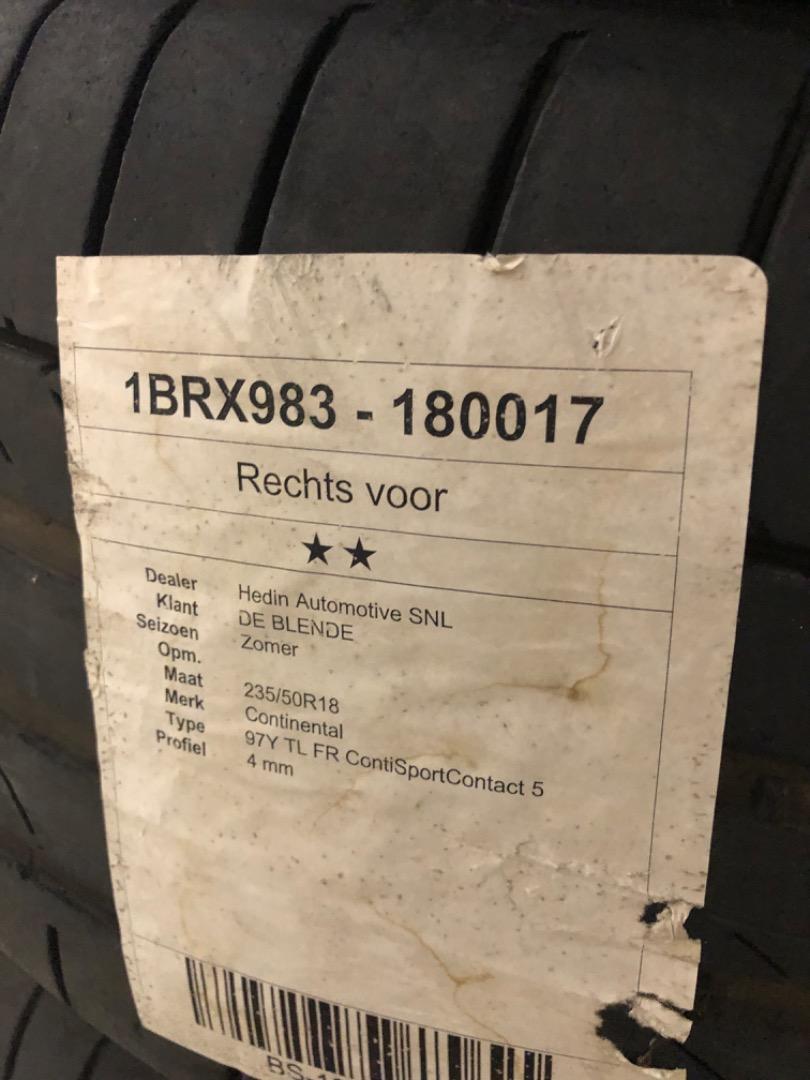 1BRX983 - 180017
Rechts voor
★★
Dealer Hedin Automotive SNL
Klant DE BLENDE
Seizoen Zomer
Opm.
Maat 235/50R18
Merk Continental
Type 97Y TL FR ContiSportContact 5
Profiel 4 mm